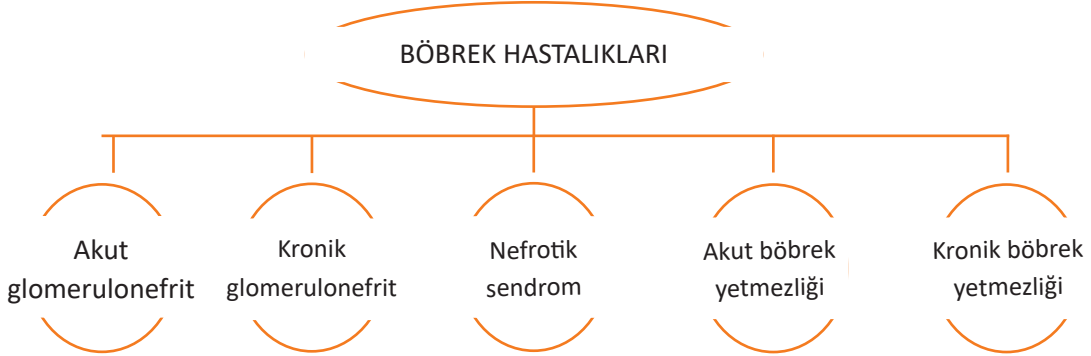 BÖBREK HASTALIKLARI
Akut
glomerulonefrit
Kronik
glomerulonefrit
Nefrotik
sendrom
Akut böbrek
yetmezliği
Kronik böbrek
yetmezliği